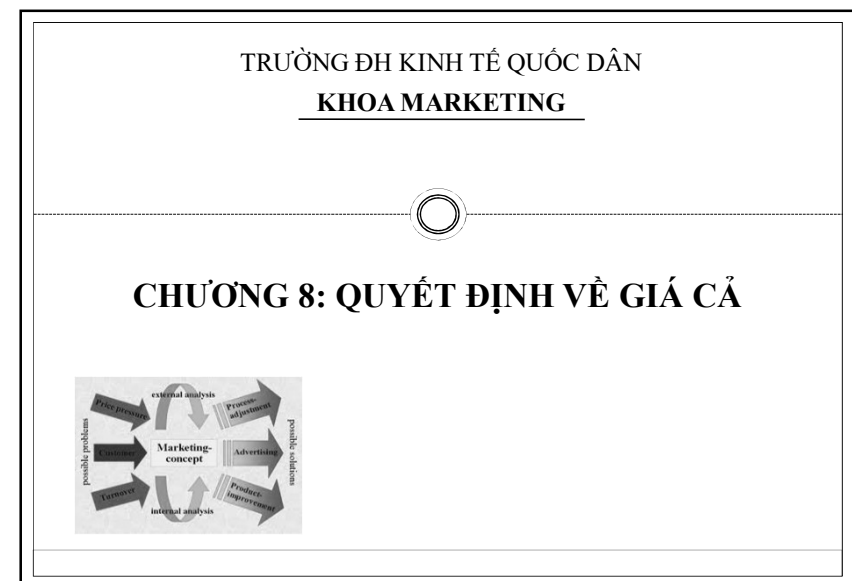 TRƯỜNG ĐH KINH TẾ QUỐC DÂN
KHOA MARKETING
CHƯƠNG 8: QUYẾT ĐỊNH VỀ GIÁ CẢ
external analysis
Price pressure
Process-
adjustment
possible problems
Customer
Marketing-
concept
Advertising
possible solutions
Turnover
Product-
improvement
internal analysis